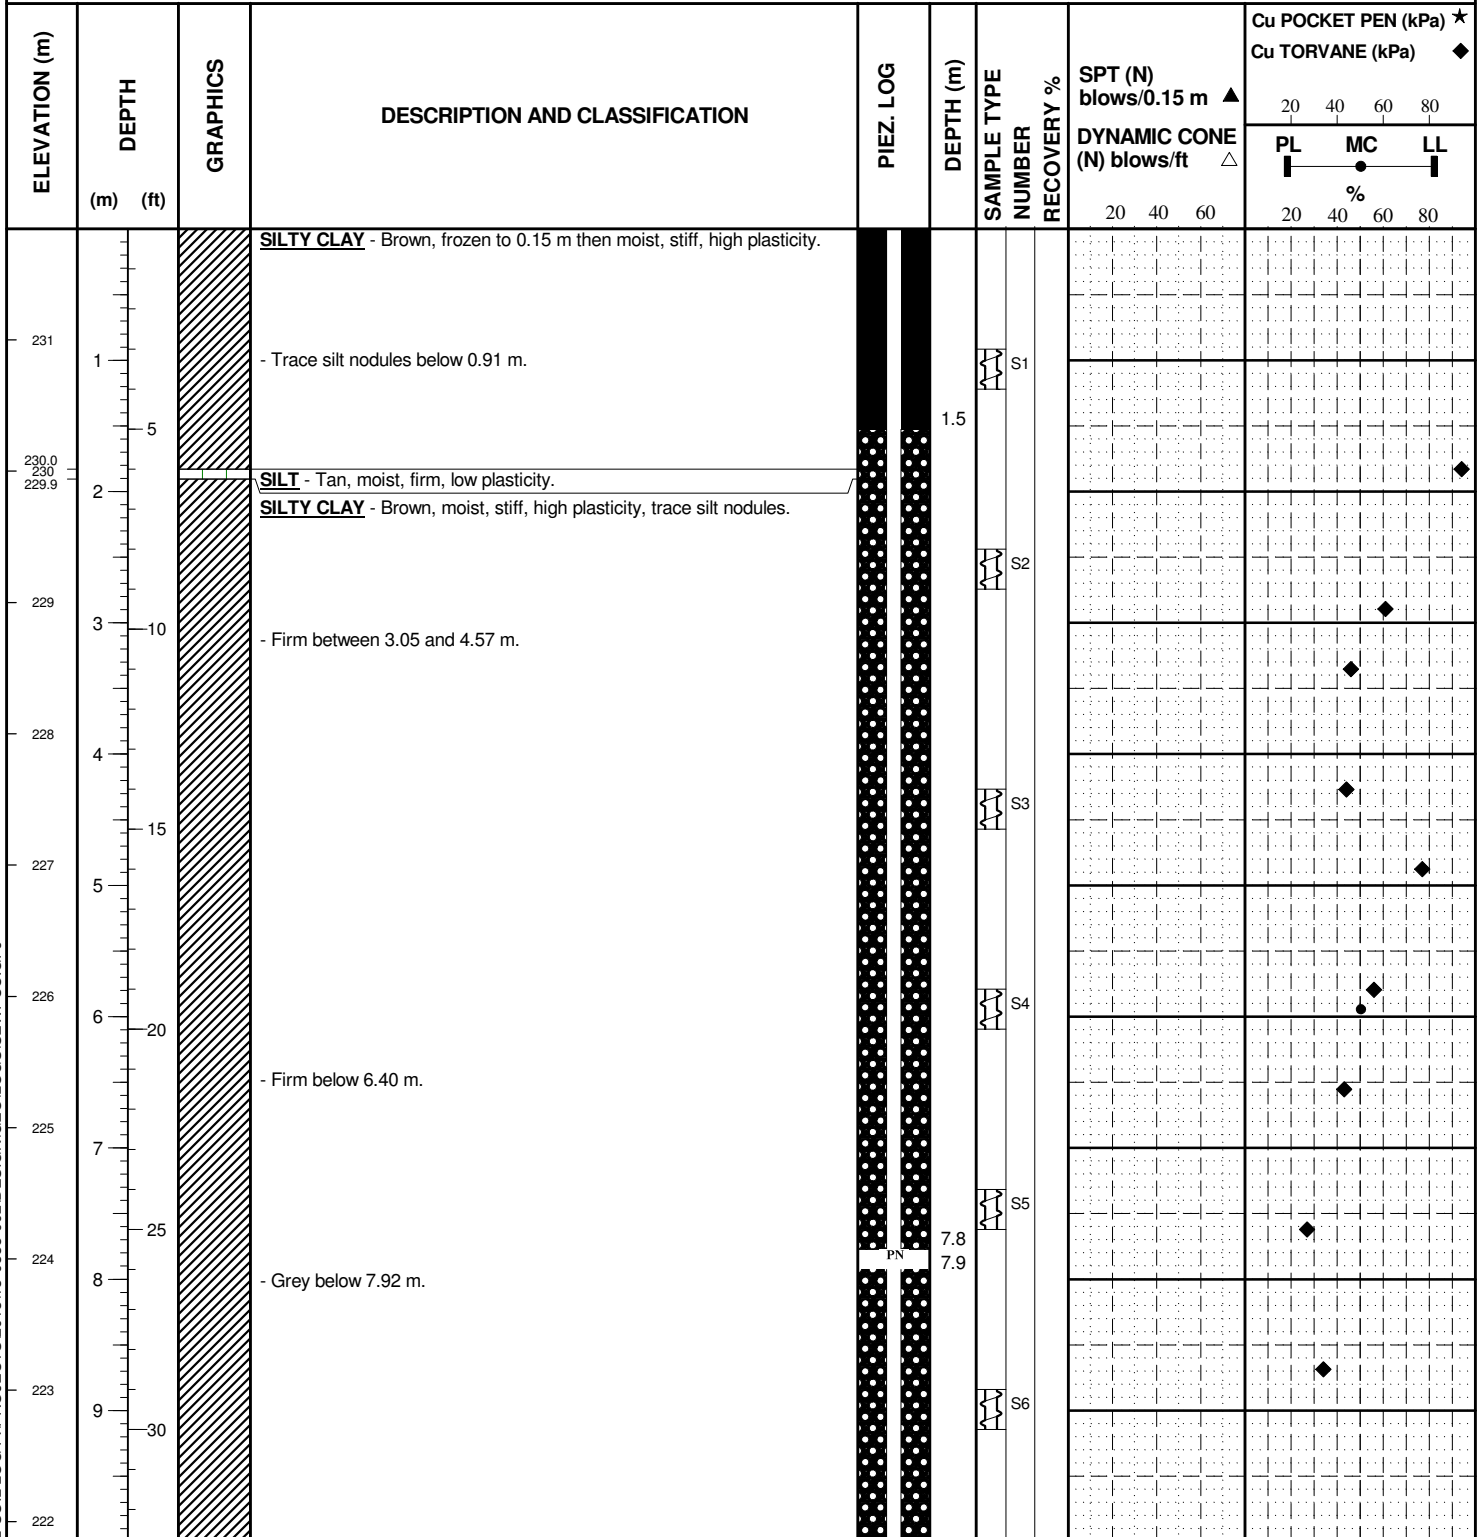 Cu POCKET PEN (kPa) ★
Cu TORVANE (kPa) ◆
20 40 60 80
ELEVATION (m)
DEPTH
(m) (ft)
GRAPHICS
DESCRIPTION AND CLASSIFICATION
PIEZ. LOG
DEPTH (m)
SAMPLE TYPE
NUMBER
RECOVERY %
SPT (N)
blows/0.15 m ▲
DYNAMIC CONE
(N) blows/ft △
20 40 60
PL MC LL
%
20 40 60 80
SILTY CLAY - Brown, frozen to 0.15 m then moist, stiff, high plasticity.
231
1
- Trace silt nodules below 0.91 m.
S1
5
1.5
230.0
230
229.9
2
SILT - Tan, moist, firm, low plasticity.
SILTY CLAY - Brown, moist, stiff, high plasticity, trace silt nodules.
S2
229
3
10
- Firm between 3.05 and 4.57 m.
228
4
S3
15
227
5
226
S4
6
20
- Firm below 6.40 m.
225
7
S5
25
7.8
224
PN
7.9
8
- Grey below 7.92 m.
223
9
S6
30
222